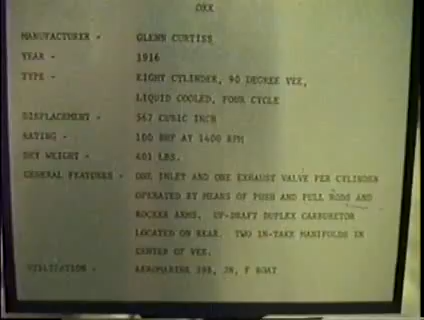 OXX
MANUFACTURER - GLENN CURTISS
YEAR - 1916
TYPE - EIGHT CYLINDER, 90 DEGREE VEE,
LIQUID COOLED, FOUR CYCLE
DISPLACEMENT - 567 CUBIC INCH
RATING - 100 BHP AT 1400 RPM
DRY WEIGHT - 401 LBS.
GENERAL FEATURES - ONE INLET AND ONE EXHAUST VALVE PER CYLINDER
OPERATED BY MEANS OF PUSH AND PULL RODS AND
ROCKER ARMS. UP-DRAFT DUPLEX CARBURETOR
LOCATED ON REAR. TWO IN-TAKE MANIFOLDS IN
CENTER OF VEE.
UTILIZATION - AEROMARINE 39B, JN, F BOAT